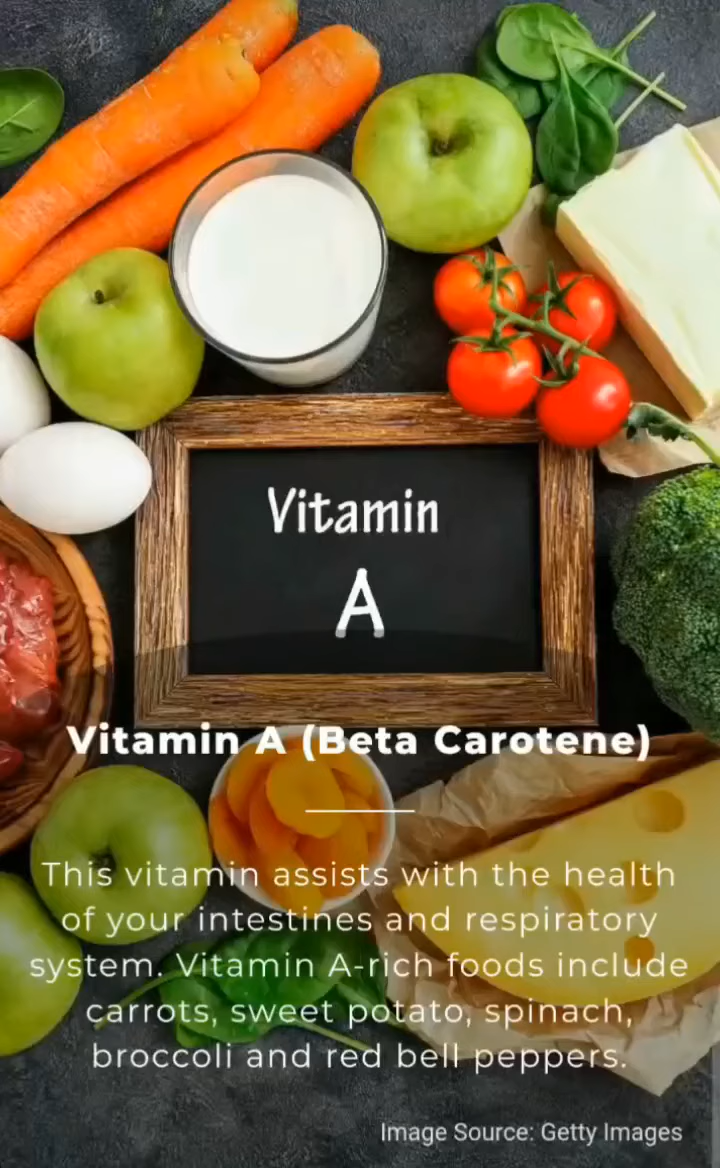 Vitamin
A
Vitamin A (Beta Carotene)
This vitamin assists with the health
of your intestines and respiratory
system. Vitamin A-rich foods include
carrots, sweet potato, spinach,
broccoli and red bell peppers.
Image Source: Getty Images